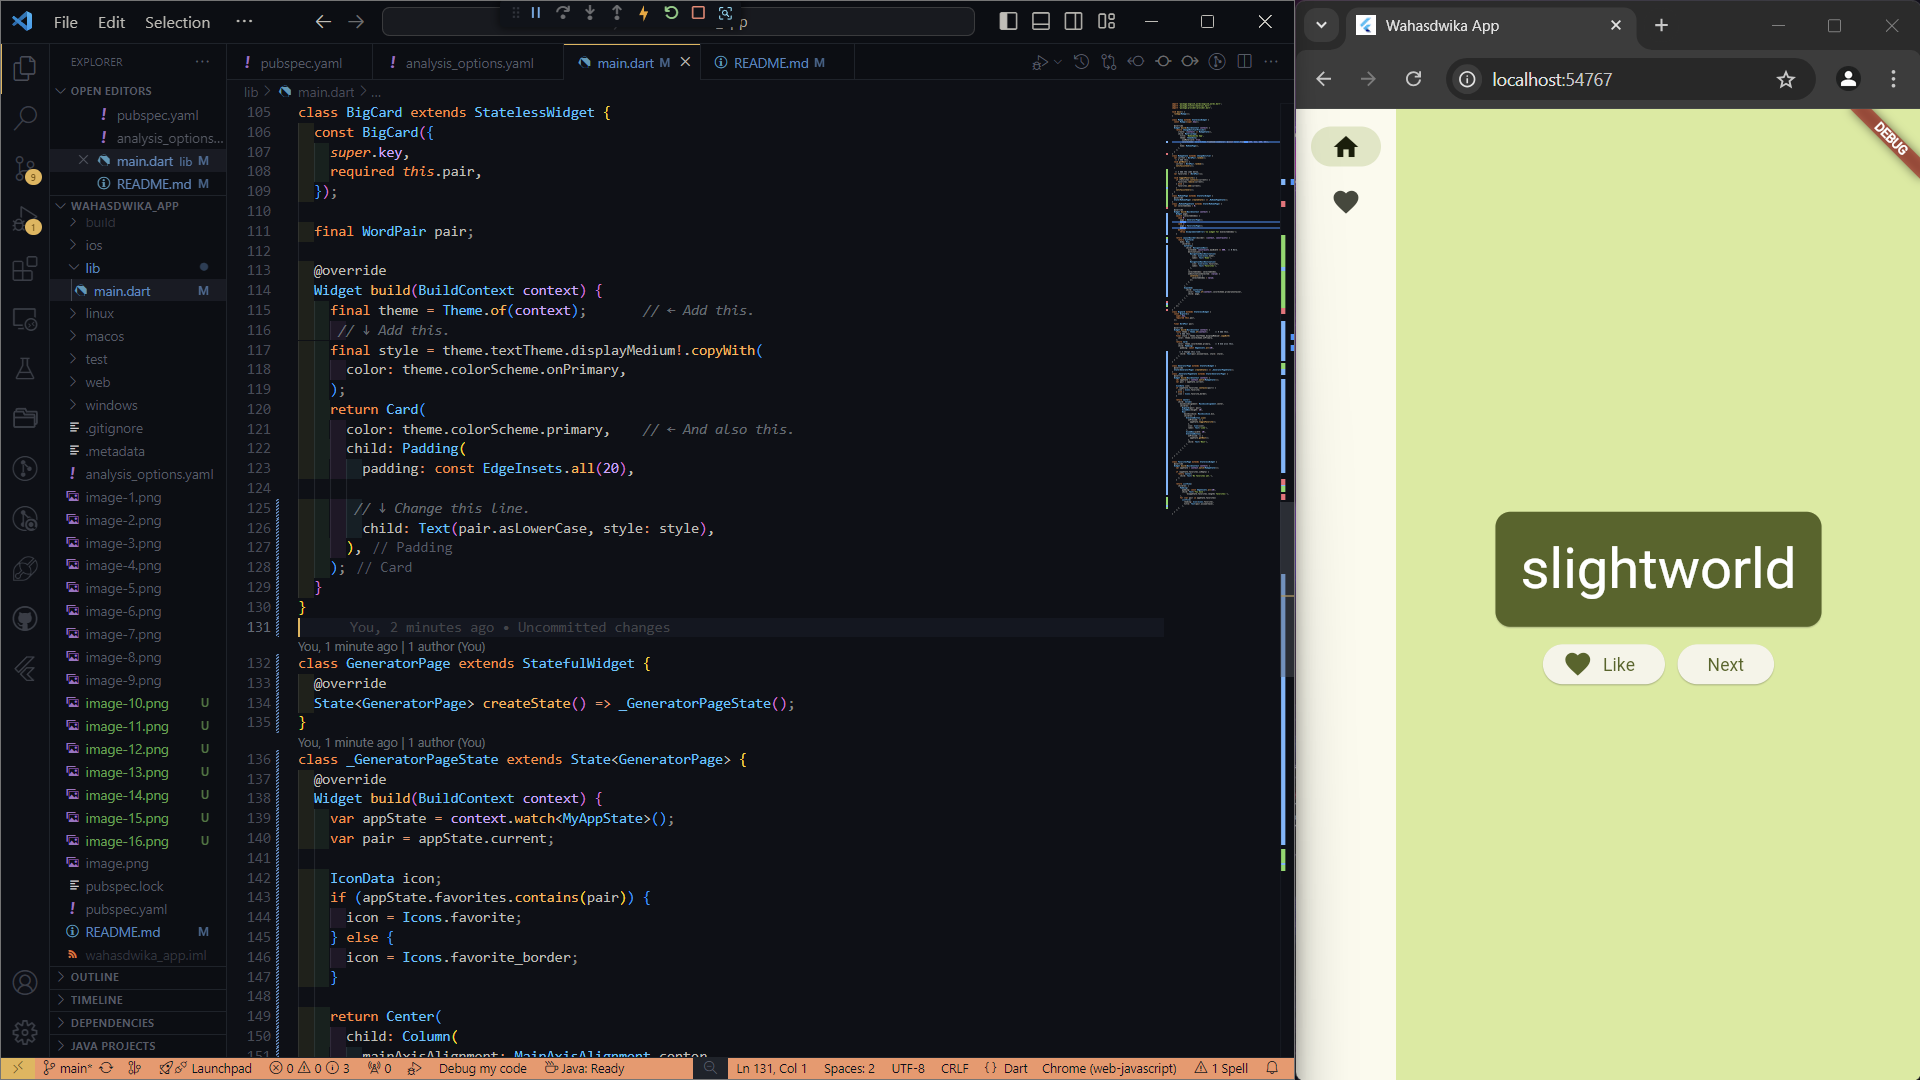 File Edit Selection ...
pp
Wahasdwika App
localhost:54767
EXPLORER
OPEN EDITORS
! pubspec.yaml
! analysis_options...
main.dart lib M
README.md M
WAHASDWIKA_APP
build
ios
lib
main.dart M
linux
macos
test
web
windows
.gitignore
.metadata
! analysis_options.yaml
image-1.png
image-2.png
image-3.png
image-4.png
image-5.png
image-6.png
image-7.png
image-8.png
image-9.png
image-10.png U
image-11.png U
image-12.png U
image-13.png U
image-14.png U
image-15.png U
image-16.png U
image.png
pubspec.lock
! pubspec.yaml
README.md M
wahasdwika_app.iml
OUTLINE
TIMELINE
DEPENDENCIES
JAVA PROJECTS
9
1
! pubspec.yaml
! analysis_options.yaml
main.dart M
README.md M
lib > main.dart > ...
105 class BigCard extends StatelessWidget {
106 const BigCard({
107 super.key,
108 required this.pair,
109 });
110
111 final WordPair pair;
112
113 @override
114 Widget build(BuildContext context) {
115 final theme = Theme.of(context); // ← Add this.
116 // ↓ Add this.
117 final style = theme.textTheme.displayMedium!.copyWith(
118 color: theme.colorScheme.onPrimary,
119 );
120 return Card(
121 color: theme.colorScheme.primary, // ← And also this.
122 child: Padding(
123 padding: const EdgeInsets.all(20),
124
125 // ↓ Change this line.
126 child: Text(pair.asLowerCase, style: style),
127 ), // Padding
128 ); // Card
129 }
130 }
131 You, 2 minutes ago • Uncommitted changes
You, 1 minute ago | 1 author (You)
132 class GeneratorPage extends StatefulWidget {
133 @override
134 State<GeneratorPage> createState() => _GeneratorPageState();
135 }
You, 1 minute ago | 1 author (You)
136 class _GeneratorPageState extends State<GeneratorPage> {
137 @override
138 Widget build(BuildContext context) {
139 var appState = context.watch<MyAppState>();
140 var pair = appState.current;
141
142 IconData icon;
143 if (appState.favorites.contains(pair)) {
144 icon = Icons.favorite;
145 } else {
146 icon = Icons.favorite_border;
147 }
148
149 return Center(
150 child: Column(
151 mainAxisAlignment: MainAxisAlignment.center,
main* Launchpad 0 0 3 0 Debug my code Java: Ready
Ln 131, Col 1 Spaces: 2 UTF-8 CRLF {} Dart Chrome (web-javascript) 1 Spell
DEBUG
slightworld
Like
Next